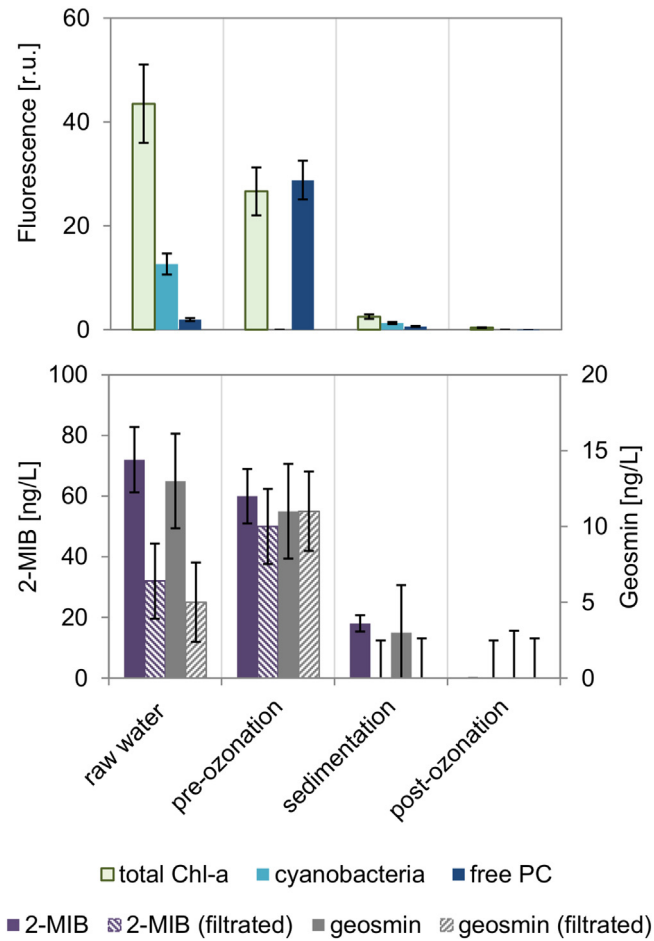 60
40
20
0
Fluorescence [r.u.]
100
80
60
40
20
0
2-MIB [ng/L]
20
15
10
5
0
Geosmin [ng/L]
raw water
pre-ozonation
sedimentation
post-ozonation
total Chl-a cyanobacteria free PC
2-MIB 2-MIB (filtrated) geosmin geosmin (filtrated)